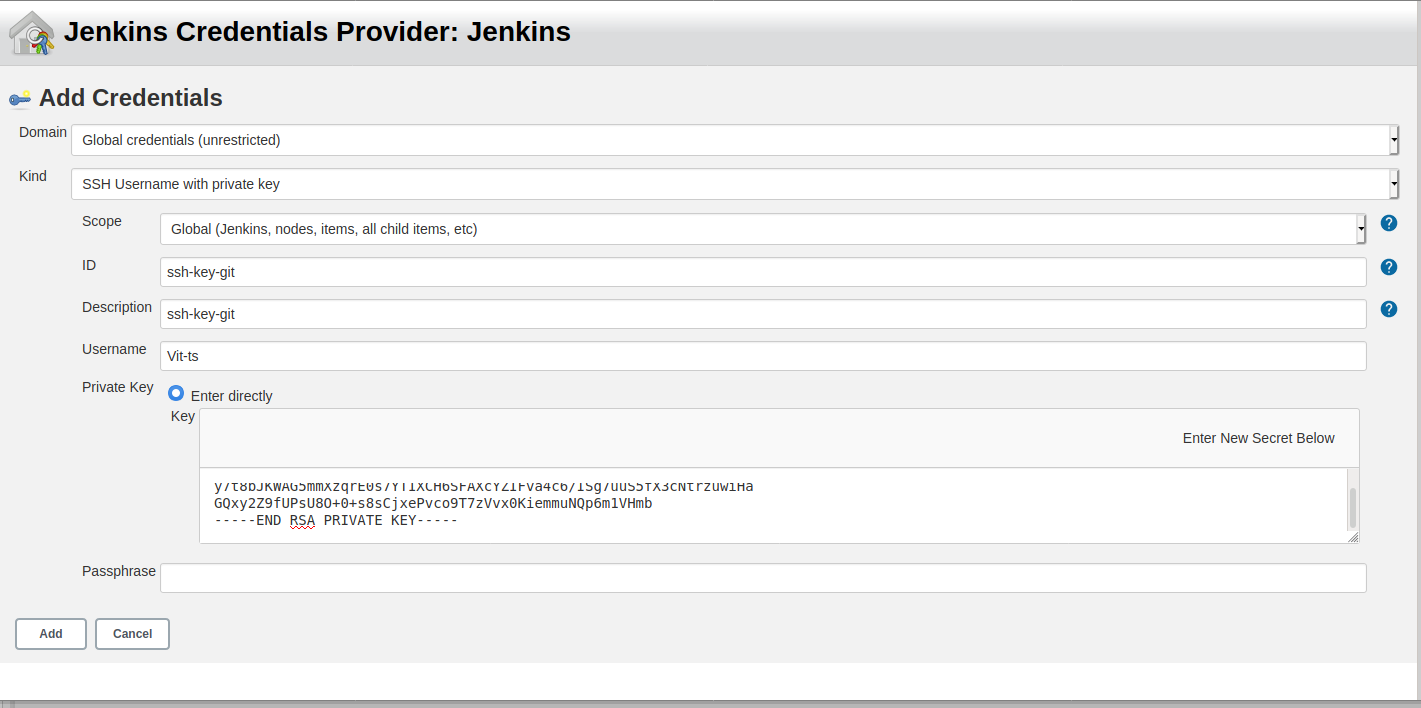 Jenkins Credentials Provider: Jenkins
Add Credentials
Domain
Global credentials (unrestricted)
Kind
SSH Username with private key
Scope
Global (Jenkins, nodes, items, all child items, etc)
?
ID
ssh-key-git
?
Description
ssh-key-git
?
Username
Vit-ts
Private Key
Enter directly
Key
Enter New Secret Below
GQxy2Z9fUPsU8O+0+s8sCjxePvco9T7zVvx0KiemmuNQp6m1VHmb
-----END RSA PRIVATE KEY-----
Passphrase
Add
Cancel